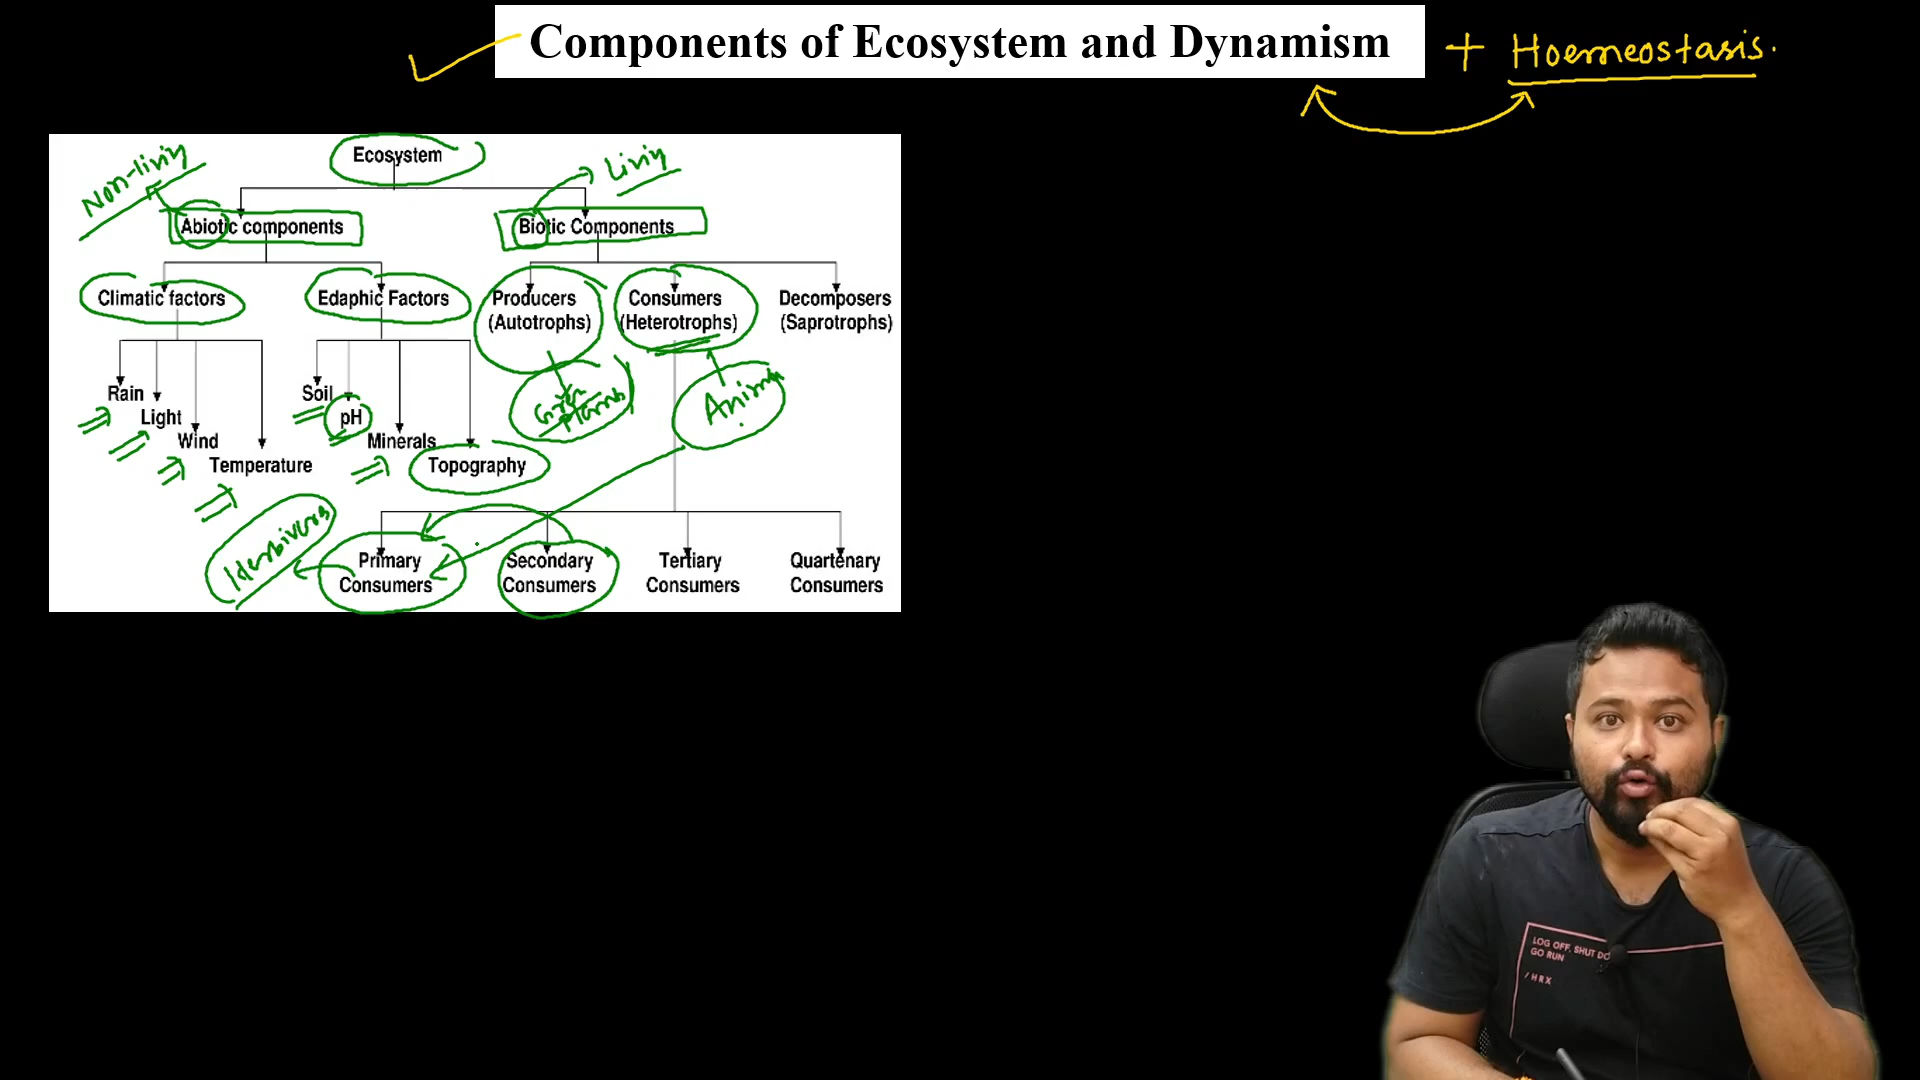 Components of Ecosystem and Dynamism
+ Hoemeostasis.
Ecosystem
Non-living
Living
Abiotic components
Biotic Components
Climatic factors
Edaphic Factors
Producers
(Autotrophs)
Consumers
(Heterotrophs)
Decomposers
(Saprotrophs)
Rain
Light
Wind
Temperature
Soil
pH
Minerals
Topography
Green
plants
Herbivores
Primary
Consumers
Secondary
Consumers
Tertiary
Consumers
Quartenary
Consumers
LOG OFF. SHUT DO
GO RUN
/HRX